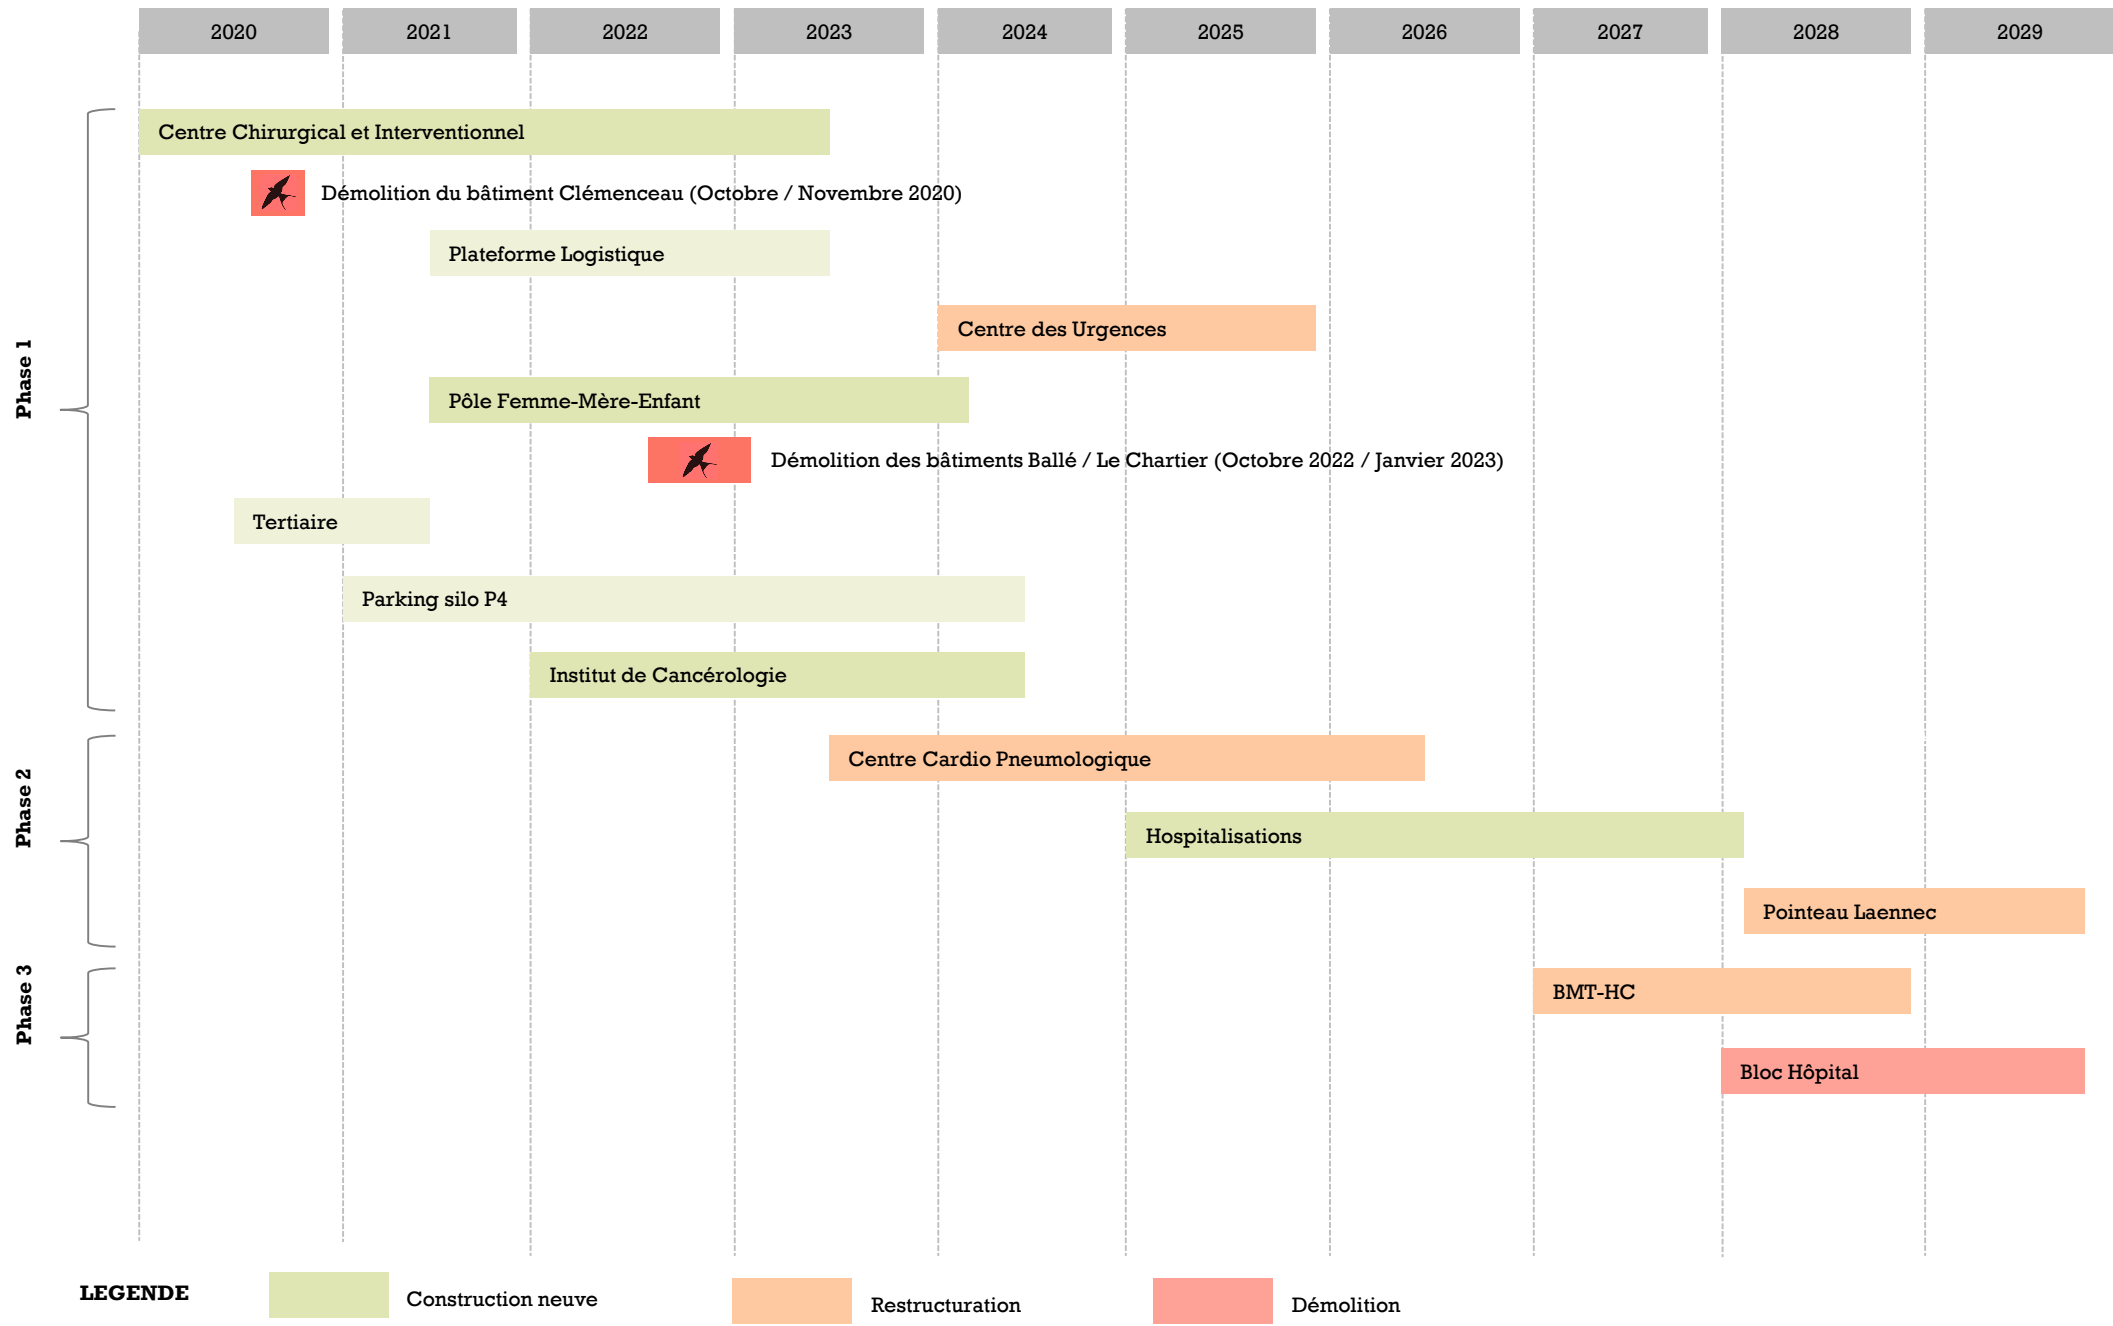 2020
2021
2022
2023
2024
2025
2026
2027
2028
2029
Phase 1
Centre Chirurgical et Interventionnel
Démolition du bâtiment Clémenceau (Octobre / Novembre 2020)
Plateforme Logistique
Centre des Urgences
Pôle Femme-Mère-Enfant
Démolition des bâtiments Ballé / Le Chartier (Octobre 2022 / Janvier 2023)
Tertiaire
Parking silo P4
Institut de Cancérologie
Phase 2
Centre Cardio Pneumologique
Hospitalisations
Pointeau Laennec
Phase 3
BMT-HC
Bloc Hôpital
LEGENDE
Construction neuve
Restructuration
Démolition